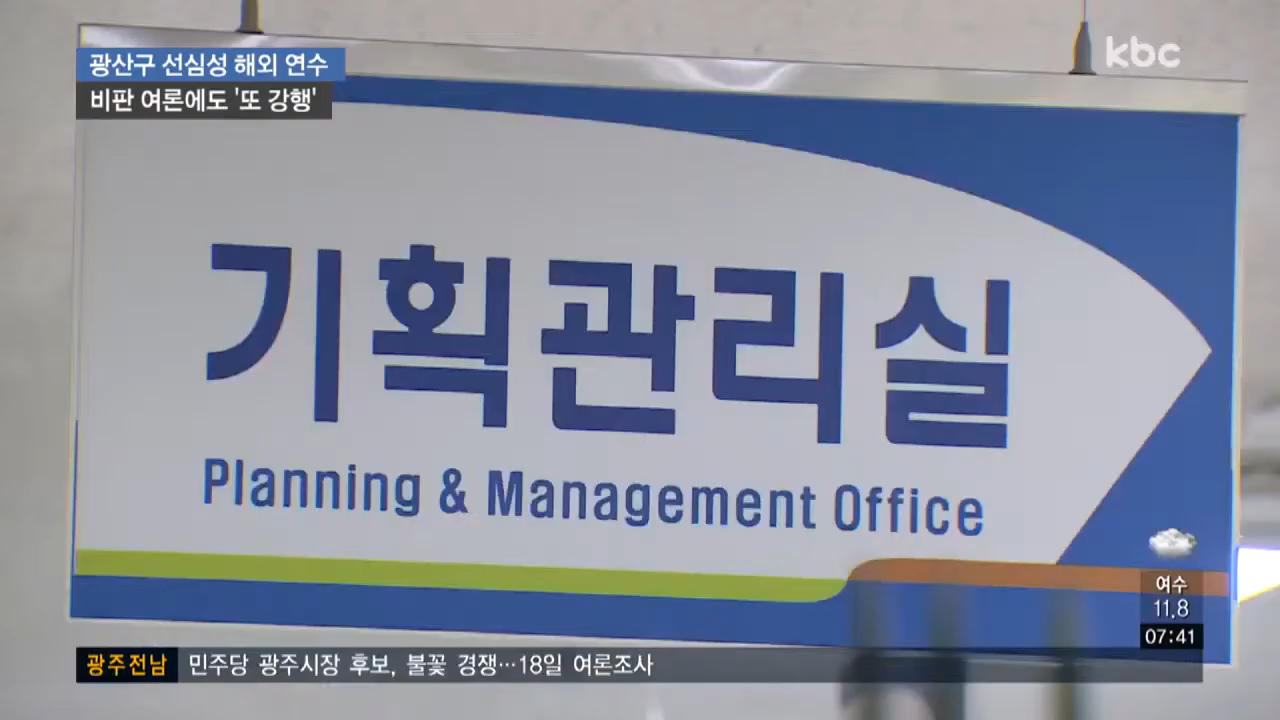 광산구 선심성 해외 연수
비판 여론에도 '또 강행'
kbc
기획관리실
Planning & Management Office
여수
11.8
07:41
광주전남 민주당 광주시장 후보, 불꽃 경쟁…18일 여론조사